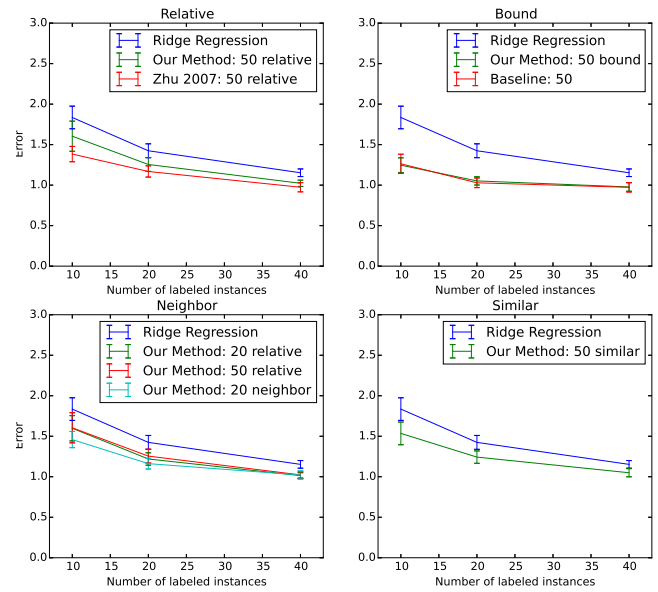 Relative
3.0
2.5
2.0
1.5
1.0
0.5
0.0
Error
Ridge Regression
Our Method: 50 relative
Zhu 2007: 50 relative
10 15 20 25 30 35 40
Number of labeled instances
Bound
3.0
2.5
2.0
1.5
1.0
0.5
0.0
Ridge Regression
Our Method: 50 bound
Baseline: 50
10 15 20 25 30 35 40
Number of labeled instances
Neighbor
3.0
2.5
2.0
1.5
1.0
0.5
0.0
Error
Ridge Regression
Our Method: 20 relative
Our Method: 50 relative
Our Method: 20 neighbor
10 15 20 25 30 35 40
Number of labeled instances
Similar
3.0
2.5
2.0
1.5
1.0
0.5
0.0
Ridge Regression
Our Method: 50 similar
10 15 20 25 30 35 40
Number of labeled instances